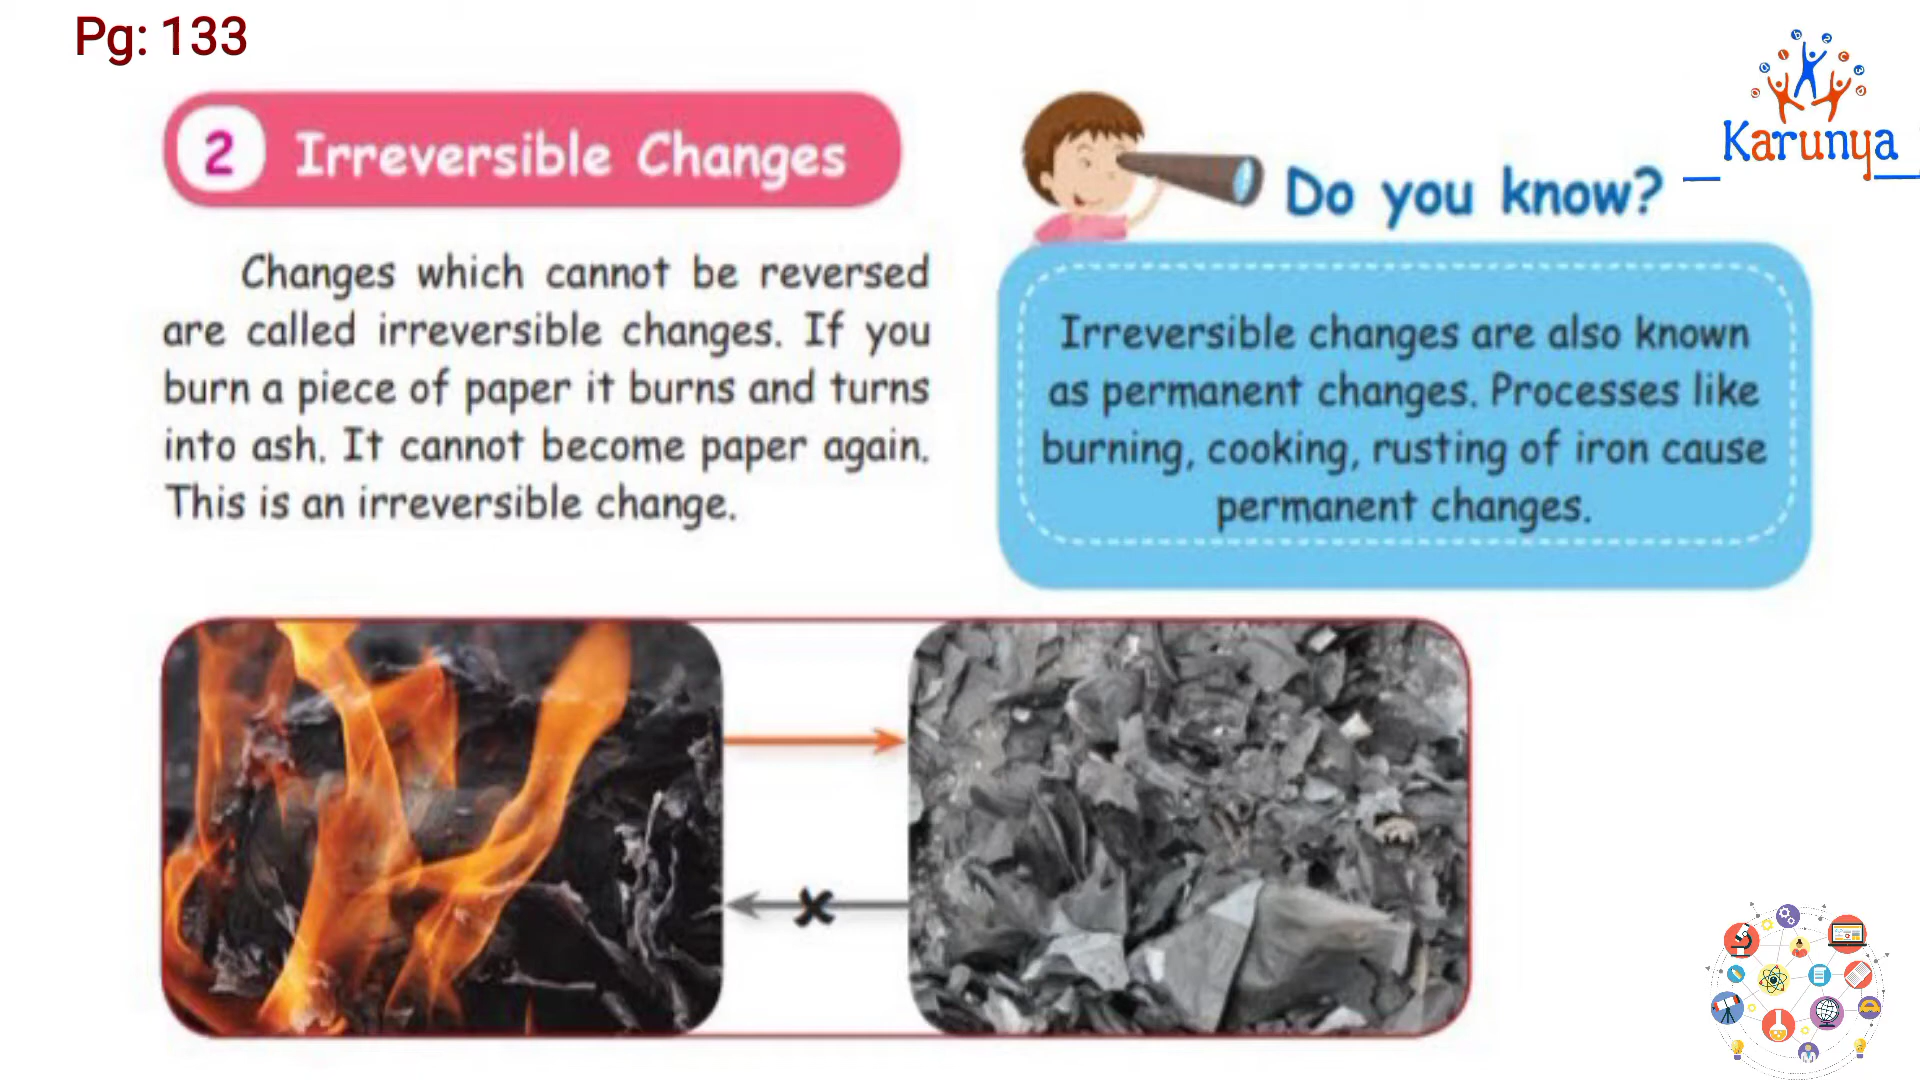 Pg: 133
2 Irreversible Changes
Changes which cannot be reversed
are called irreversible changes. If you
burn a piece of paper it burns and turns
into ash. It cannot become paper again.
This is an irreversible change.
Do you know?
Irreversible changes are also known
as permanent changes. Processes like
burning, cooking, rusting of iron cause
permanent changes.
Karunya